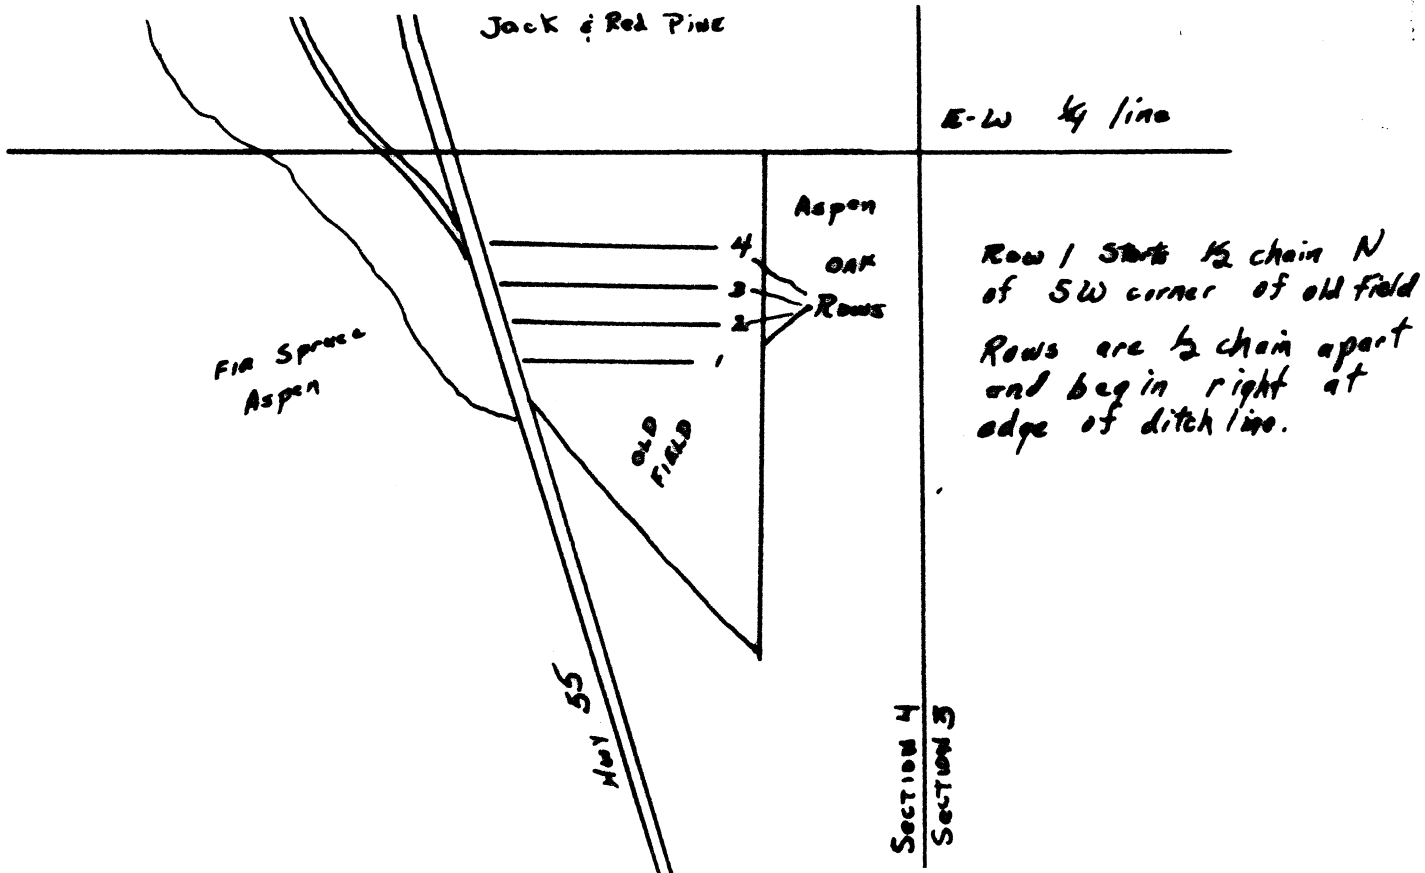 Jack & Red Pine
E-W 1/4 line
Aspen
OAK
4
3
2
1
Rows
Row 1 Starts 1/2 chain N
of SW corner of old field
Rows are 1/2 chain apart
and begin right at
edge of ditch line.
Fir Spruce
Aspen
OLD
FIELD
HWY 55
SECTION 4
SECTION 3